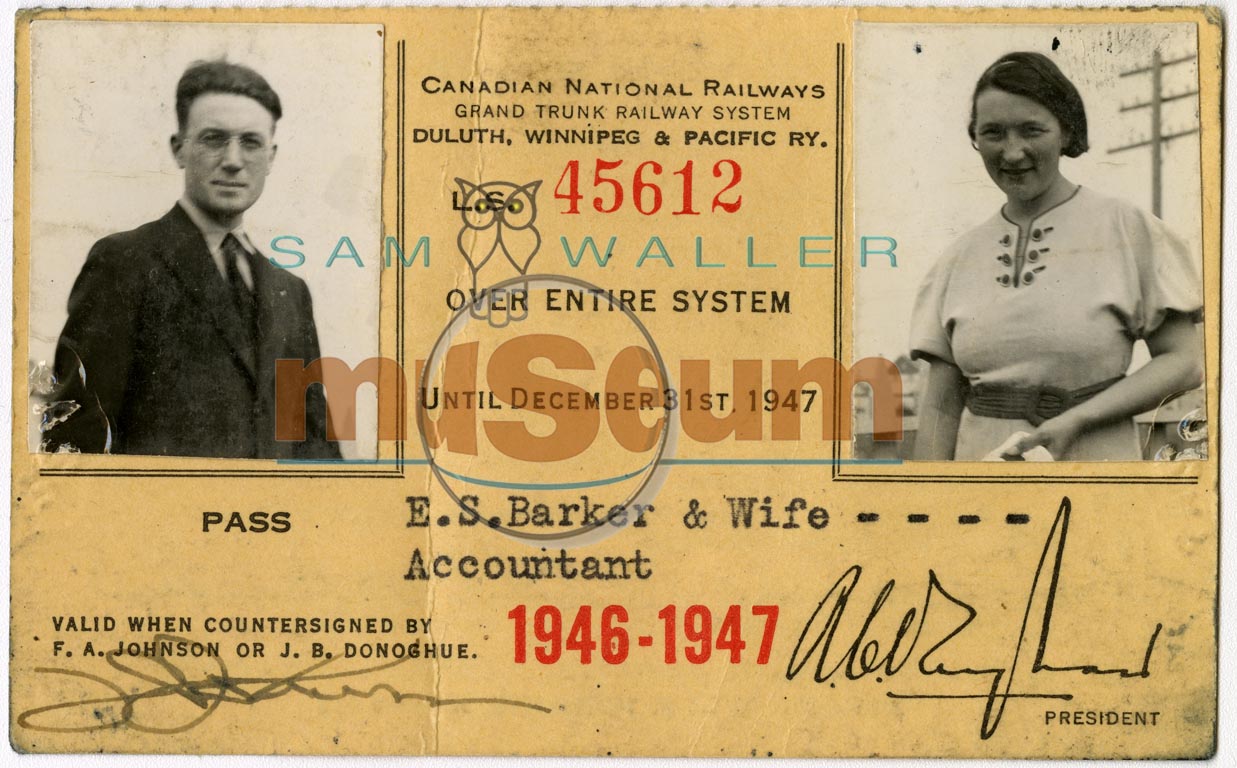 CANADIAN NATIONAL RAILWAYS
GRAND TRUNK RAILWAY SYSTEM
DULUTH, WINNIPEG & PACIFIC RY.
L.S. 45612
SAM WALLER
OVER ENTIRE SYSTEM
museum
UNTIL DECEMBER 31ST. 1947
PASS E.S.Barker & Wife - - - -
Accountant
VALID WHEN COUNTERSIGNED BY
F. A. JOHNSON OR J. B. DONOGHUE.
1946-1947
PRESIDENT